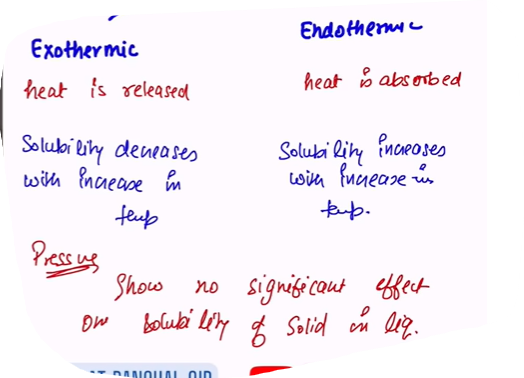 Exothermic
Endothermic
heat is released
heat is absorbed
Solubility decreases
with increase in
temp
Solubility increases
with increase in
temp.
Pressure
Show no significant effect
on solubility of solid in liq.